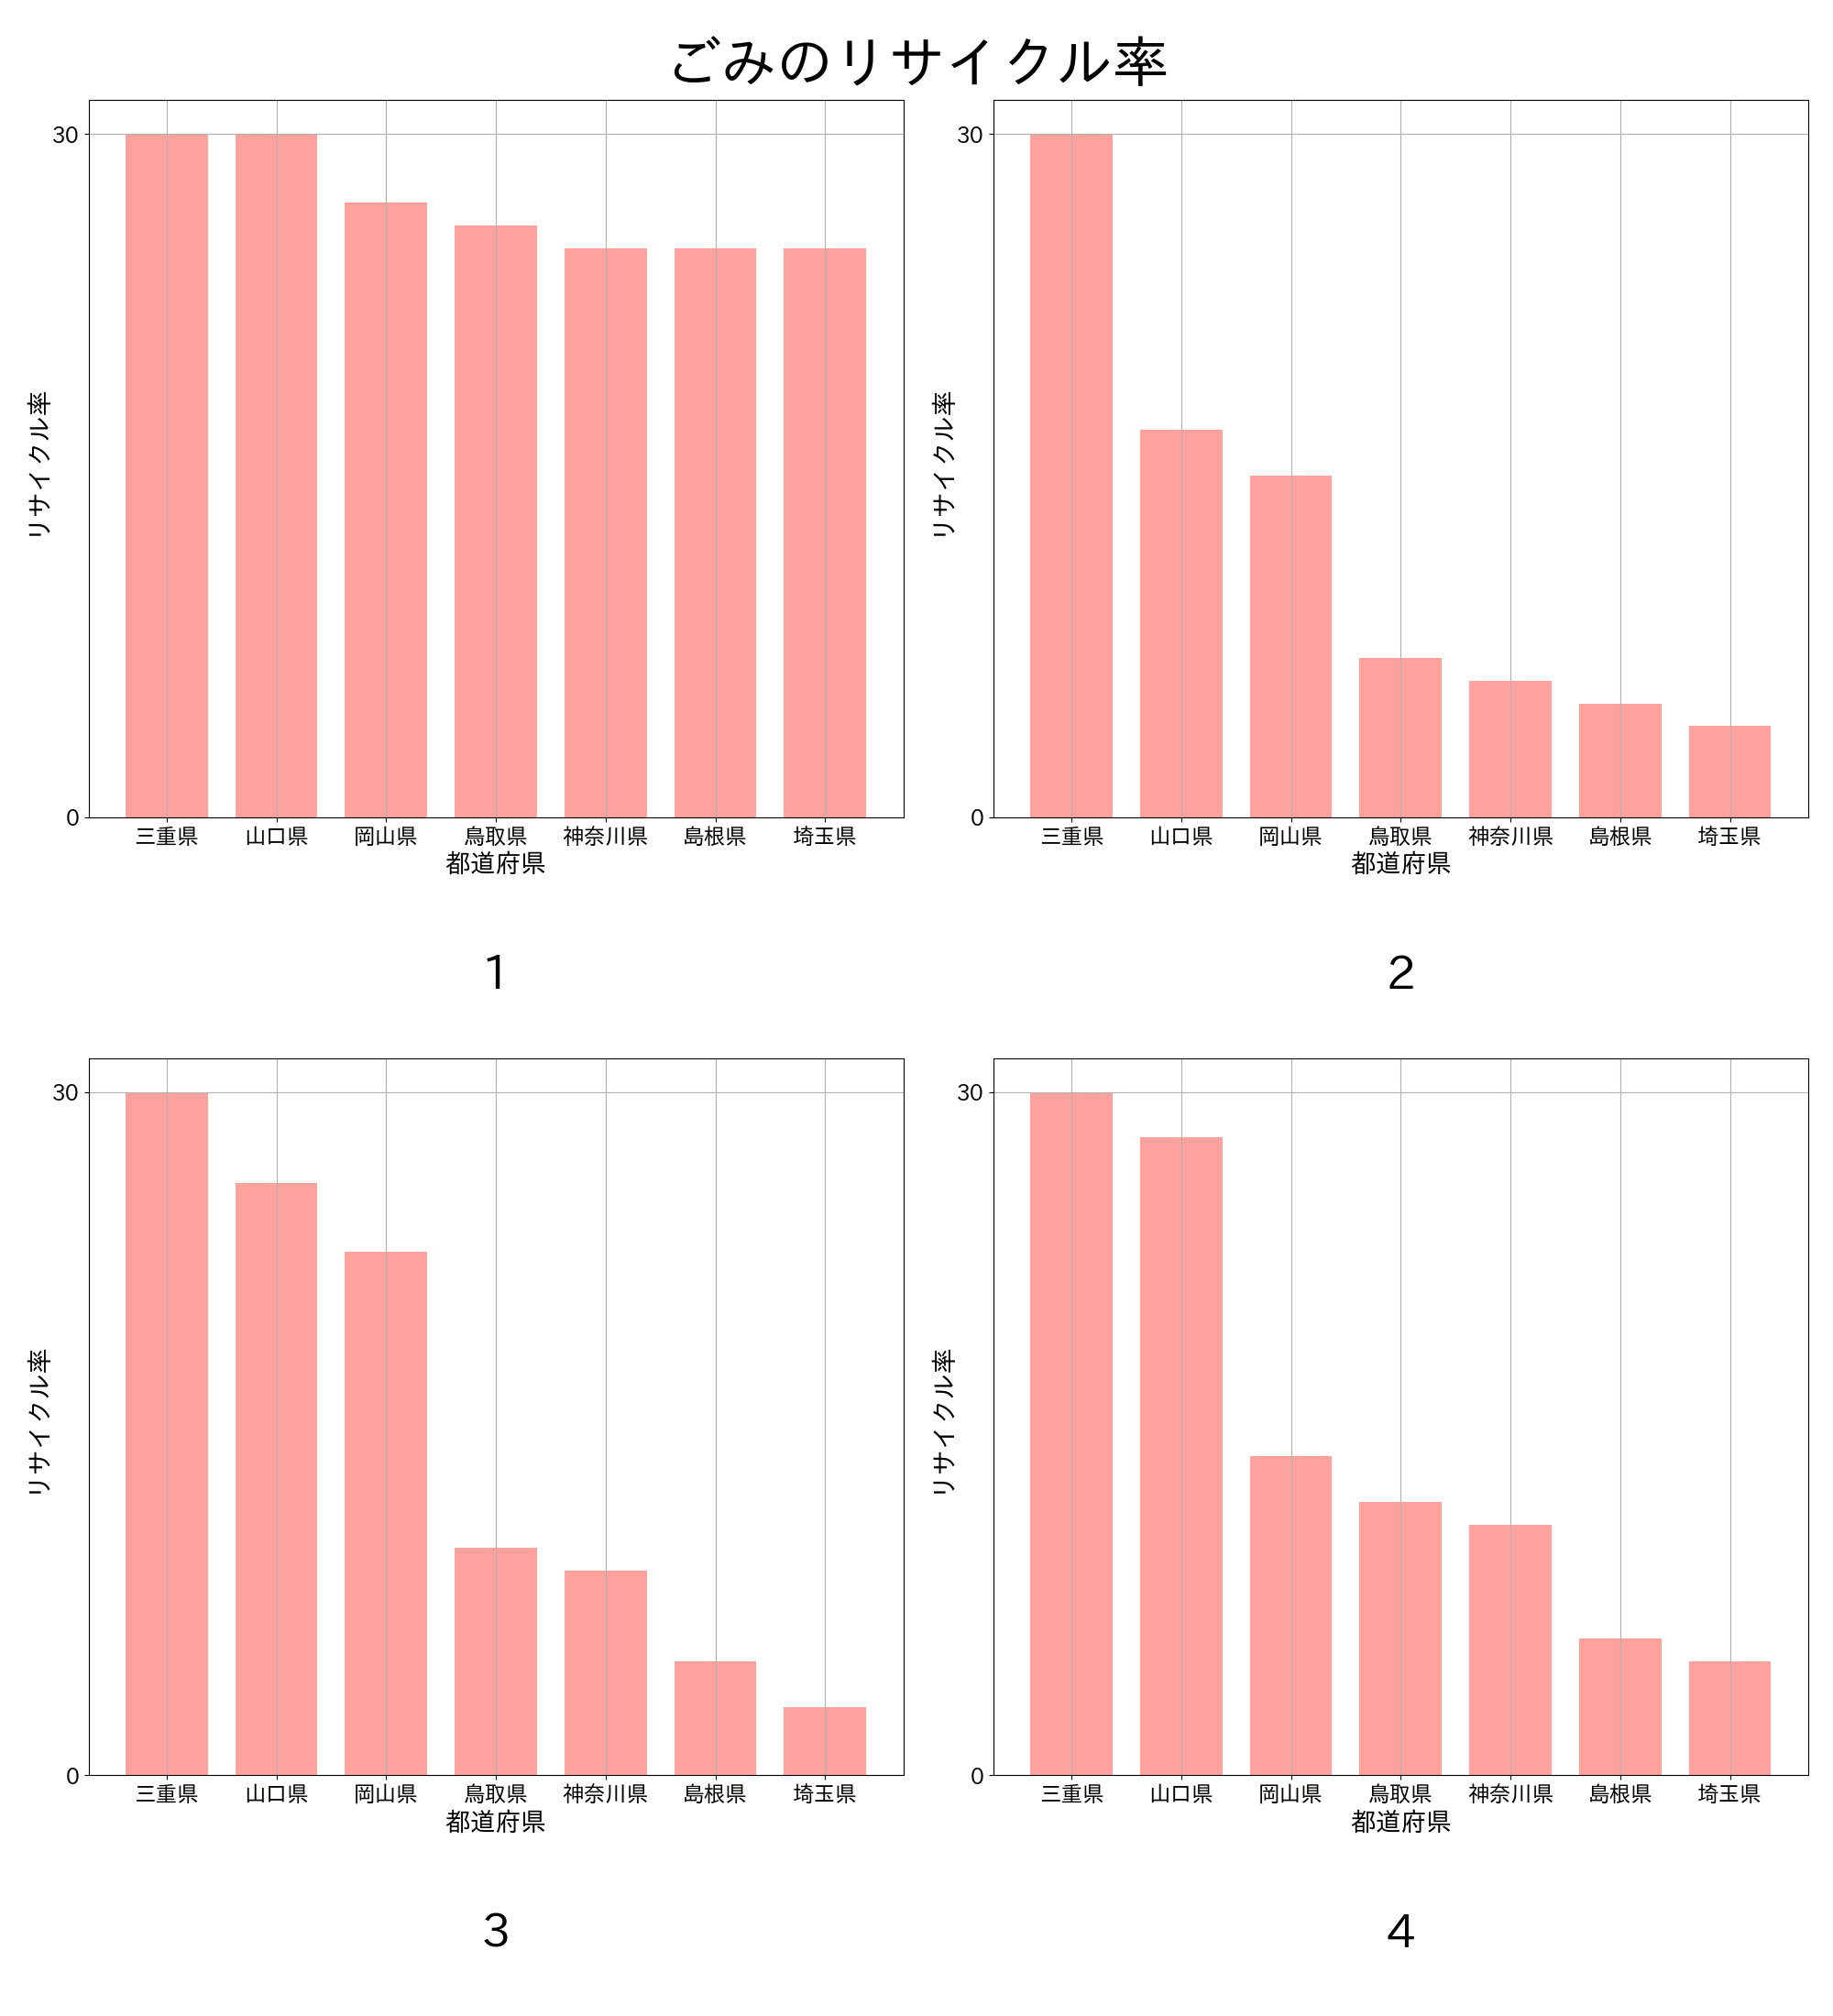 ごみのリサイクル率
30
0
リサイクル率
三重県 山口県 岡山県 鳥取県 神奈川県 島根県 埼玉県
都道府県
1
30
0
リサイクル率
三重県 山口県 岡山県 鳥取県 神奈川県 島根県 埼玉県
都道府県
2
30
0
リサイクル率
三重県 山口県 岡山県 鳥取県 神奈川県 島根県 埼玉県
都道府県
3
30
0
リサイクル率
三重県 山口県 岡山県 鳥取県 神奈川県 島根県 埼玉県
都道府県
4